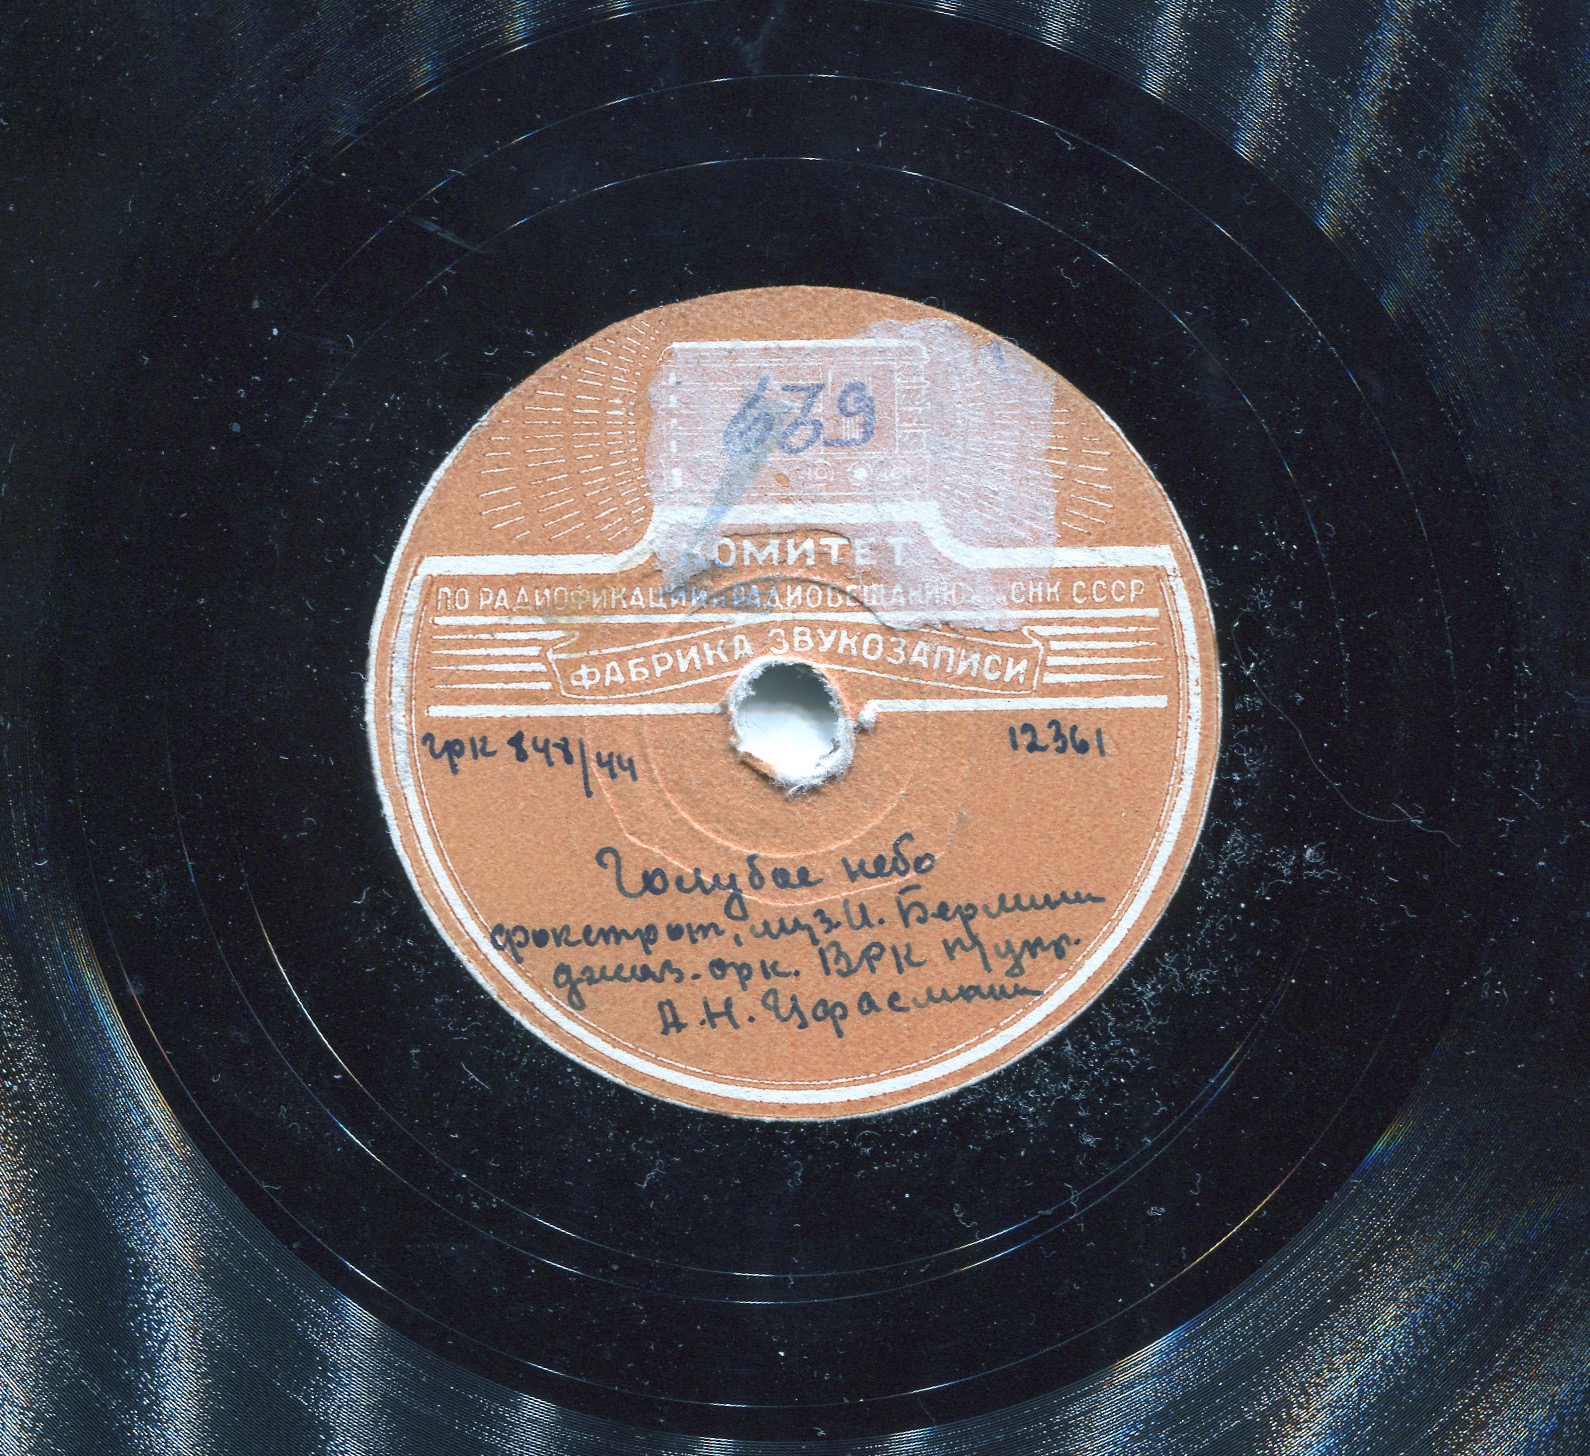 639
КОМИТЕТ
ПО РАДИОФИКАЦИИ И РАДИОВЕЩАНИЮ СНК СССР
ФАБРИКА ЗВУКОЗАПИСИ
грк 848/44 12361
Голубое небо
фокстрот, муз. И. Берлина
джаз. орк. ВРК п/упр.
А.Н. Цфасмана